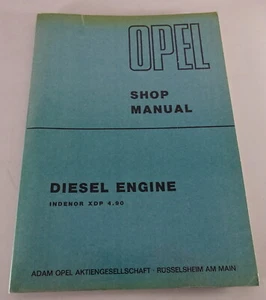 OPEL
SHOP
MANUAL
DIESEL ENGINE
INDENOR XDP 4.90
ADAM OPEL AKTIENGESELLSCHAFT · RÜSSELSHEIM AM MAIN